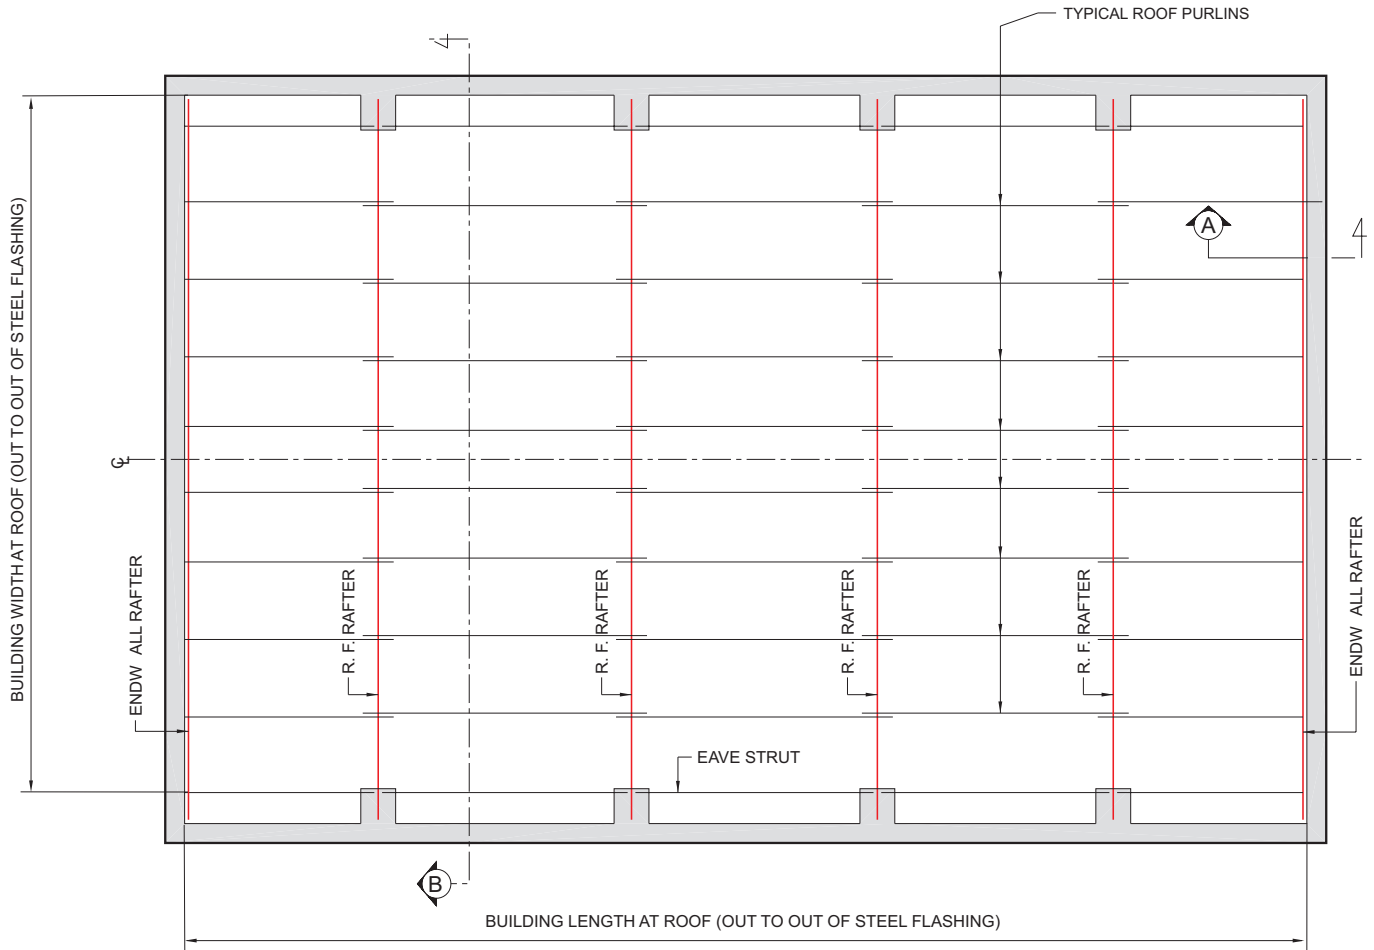 TYPICAL ROOF PURLINS
4
A
4
BUILDING WIDTH AT ROOF (OUT TO OUT OF STEEL FLASHING)
℄
ENDW ALL RAFTER
R. F. RAFTER
R. F. RAFTER
R. F. RAFTER
R. F. RAFTER
ENDW ALL RAFTER
EAVE STRUT
B
BUILDING LENGTH AT ROOF (OUT TO OUT OF STEEL FLASHING)